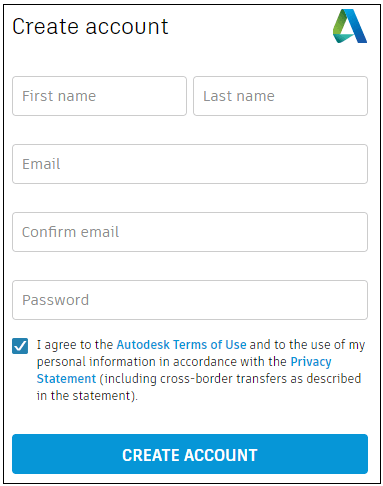 Create account
First name Last name
Email
Confirm email
Password
I agree to the Autodesk Terms of Use and to the use of my
personal information in accordance with the Privacy
Statement (including cross-border transfers as described
in the statement).
CREATE ACCOUNT